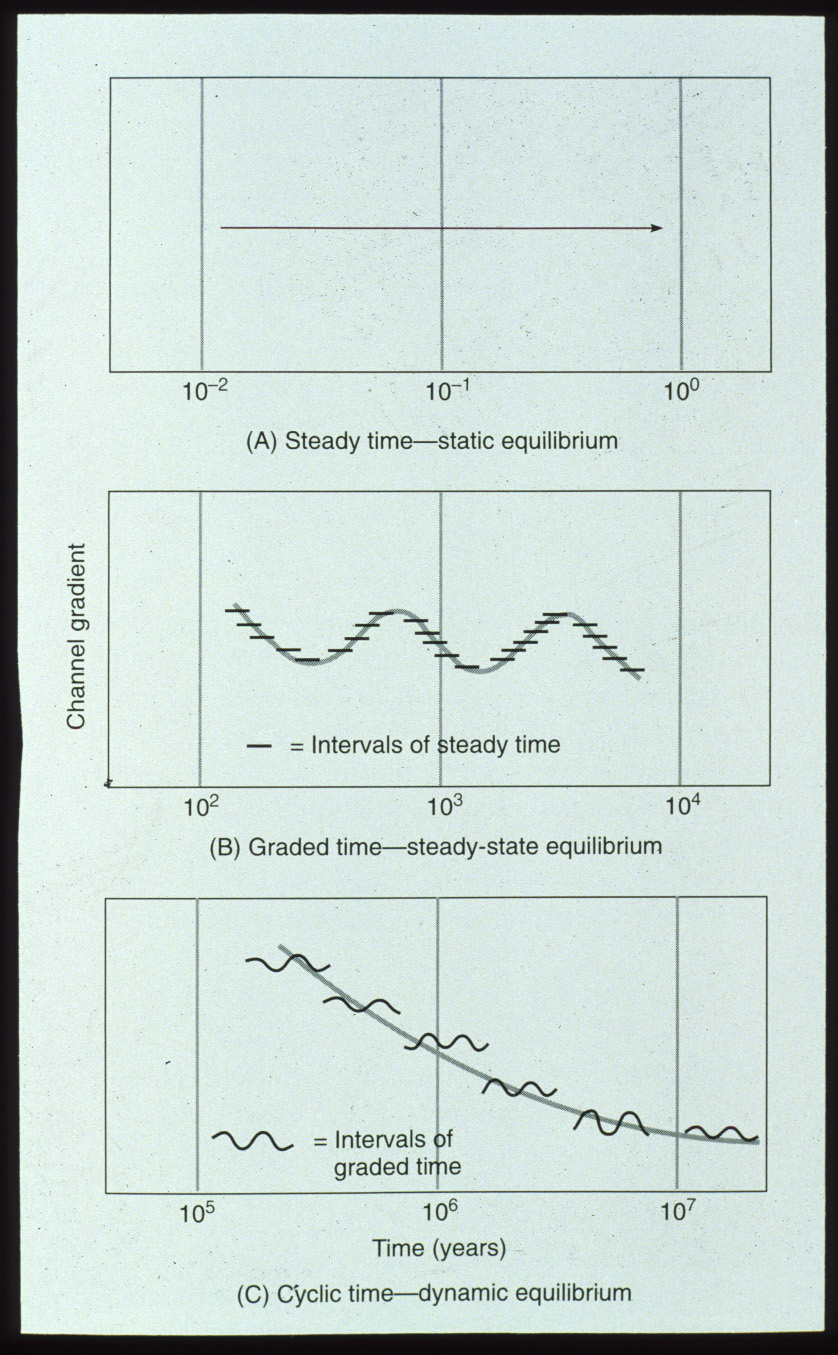 10⁻² 10⁻¹ 10⁰
(A) Steady time—static equilibrium
Channel gradient
= Intervals of steady time
10² 10³ 10⁴
(B) Graded time—steady-state equilibrium
= Intervals of
graded time
10⁵ 10⁶ 10⁷
Time (years)
(C) Cyclic time—dynamic equilibrium